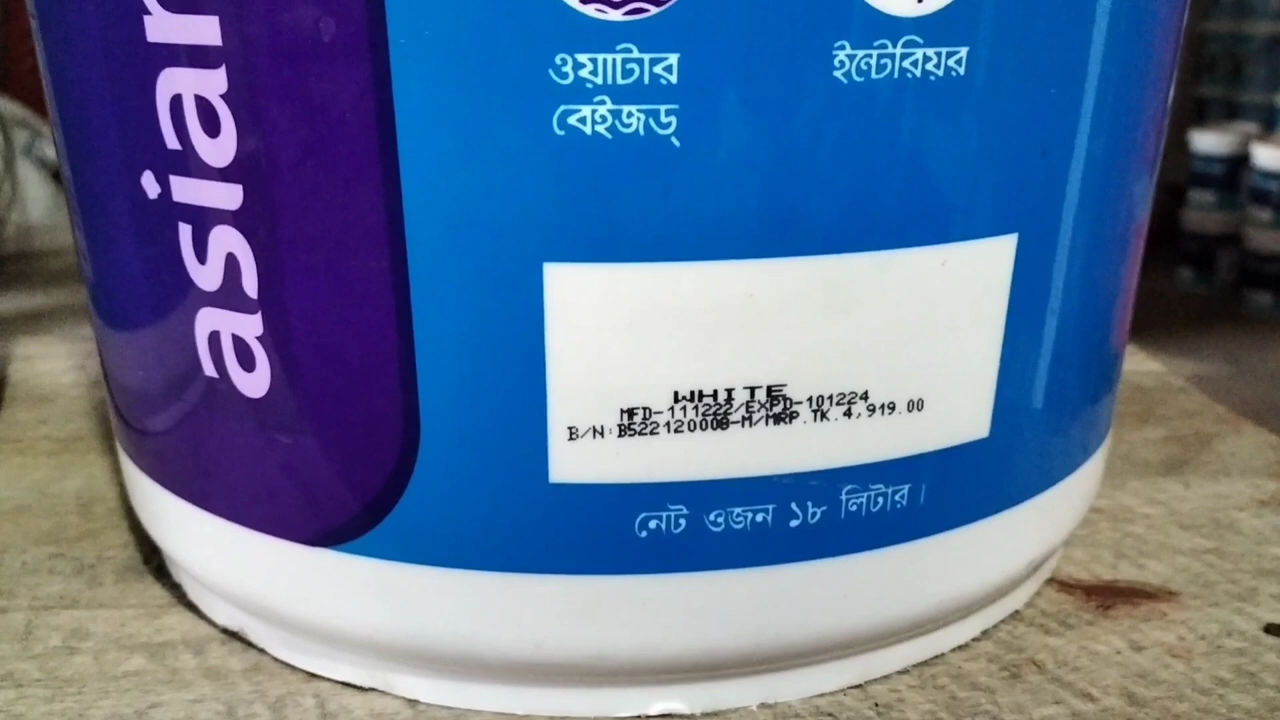 asian
ওয়াটার
বেইজড্
ইন্টেরিয়র
WHITE
MFD-111222/EXPD-101224
B/N:B522120008-M/MRP.TK.4,919.00
নেট ওজন ১৮ লিটার।